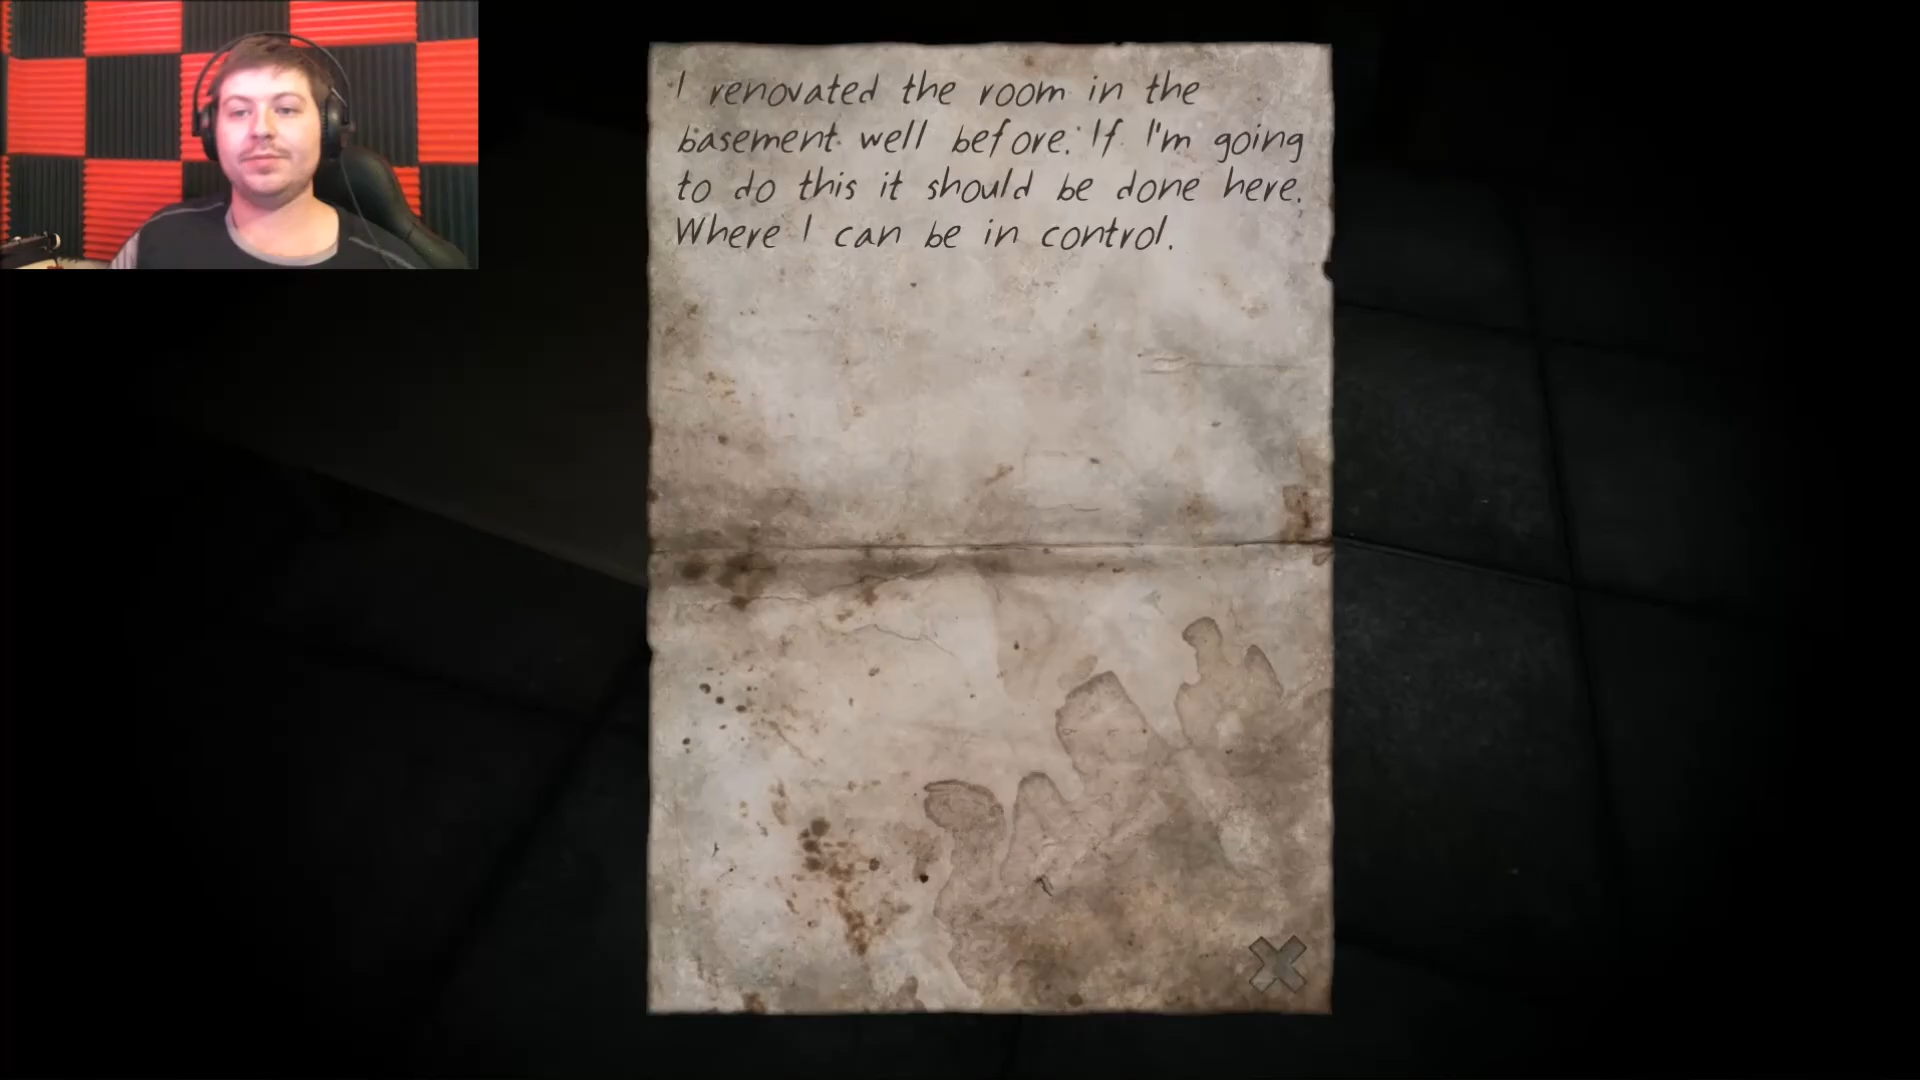 I renovated the room in the
basement well before. If I'm going
to do this it should be done here.
Where I can be in control.